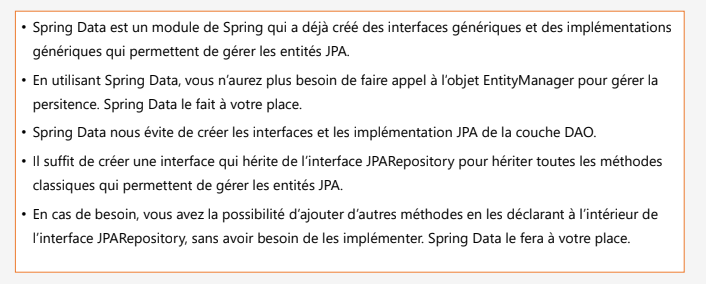 • Spring Data est un module de Spring qui a déjà créé des interfaces génériques et des implémentations
génériques qui permettent de gérer les entités JPA.
• En utilisant Spring Data, vous n'aurez plus besoin de faire appel à l'objet EntityManager pour gérer la
persitence. Spring Data le fait à votre place.
• Spring Data nous évite de créer les interfaces et les implémentation JPA de la couche DAO.
• Il suffit de créer une interface qui hérite de l'interface JPARepository pour hériter toutes les méthodes
classiques qui permettent de gérer les entités JPA.
• En cas de besoin, vous avez la possibilité d'ajouter d'autres méthodes en les déclarant à l'intérieur de
l'interface JPARepository, sans avoir besoin de les implémenter. Spring Data le fera à votre place.